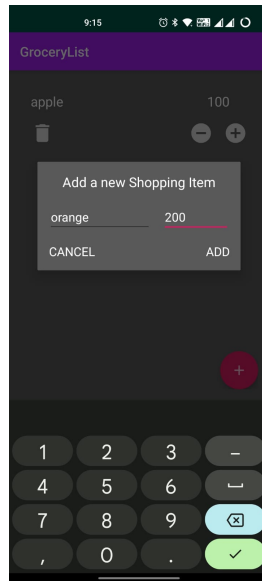 9:15
GroceryList
apple 100
Add a new Shopping Item
orange 200
CANCEL ADD
+
1 2 3 -
4 5 6
7 8 9
, 0 .